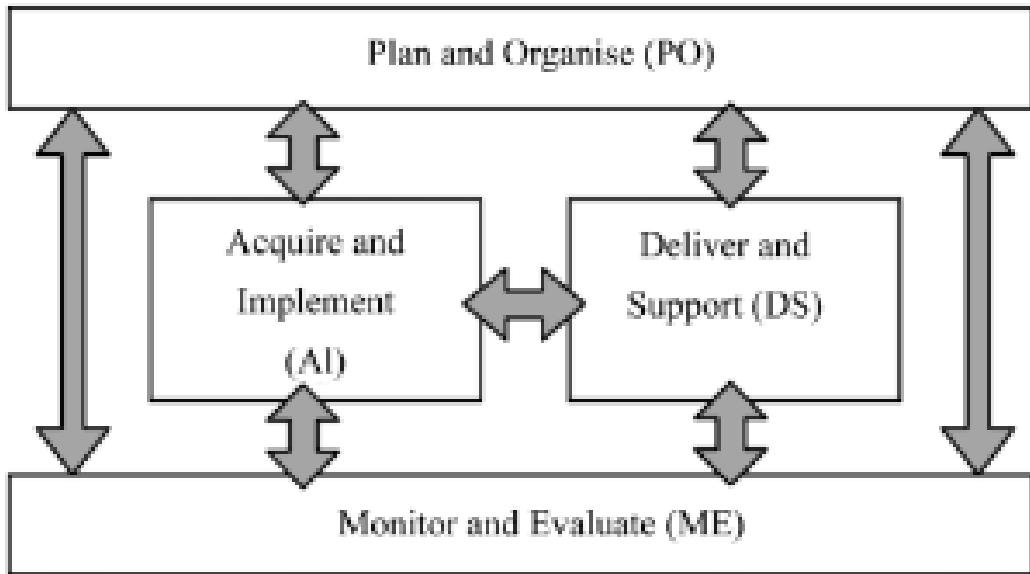 Plan and Organise (PO)
Acquire and
Implement
(AI)
Deliver and
Support (DS)
Monitor and Evaluate (ME)